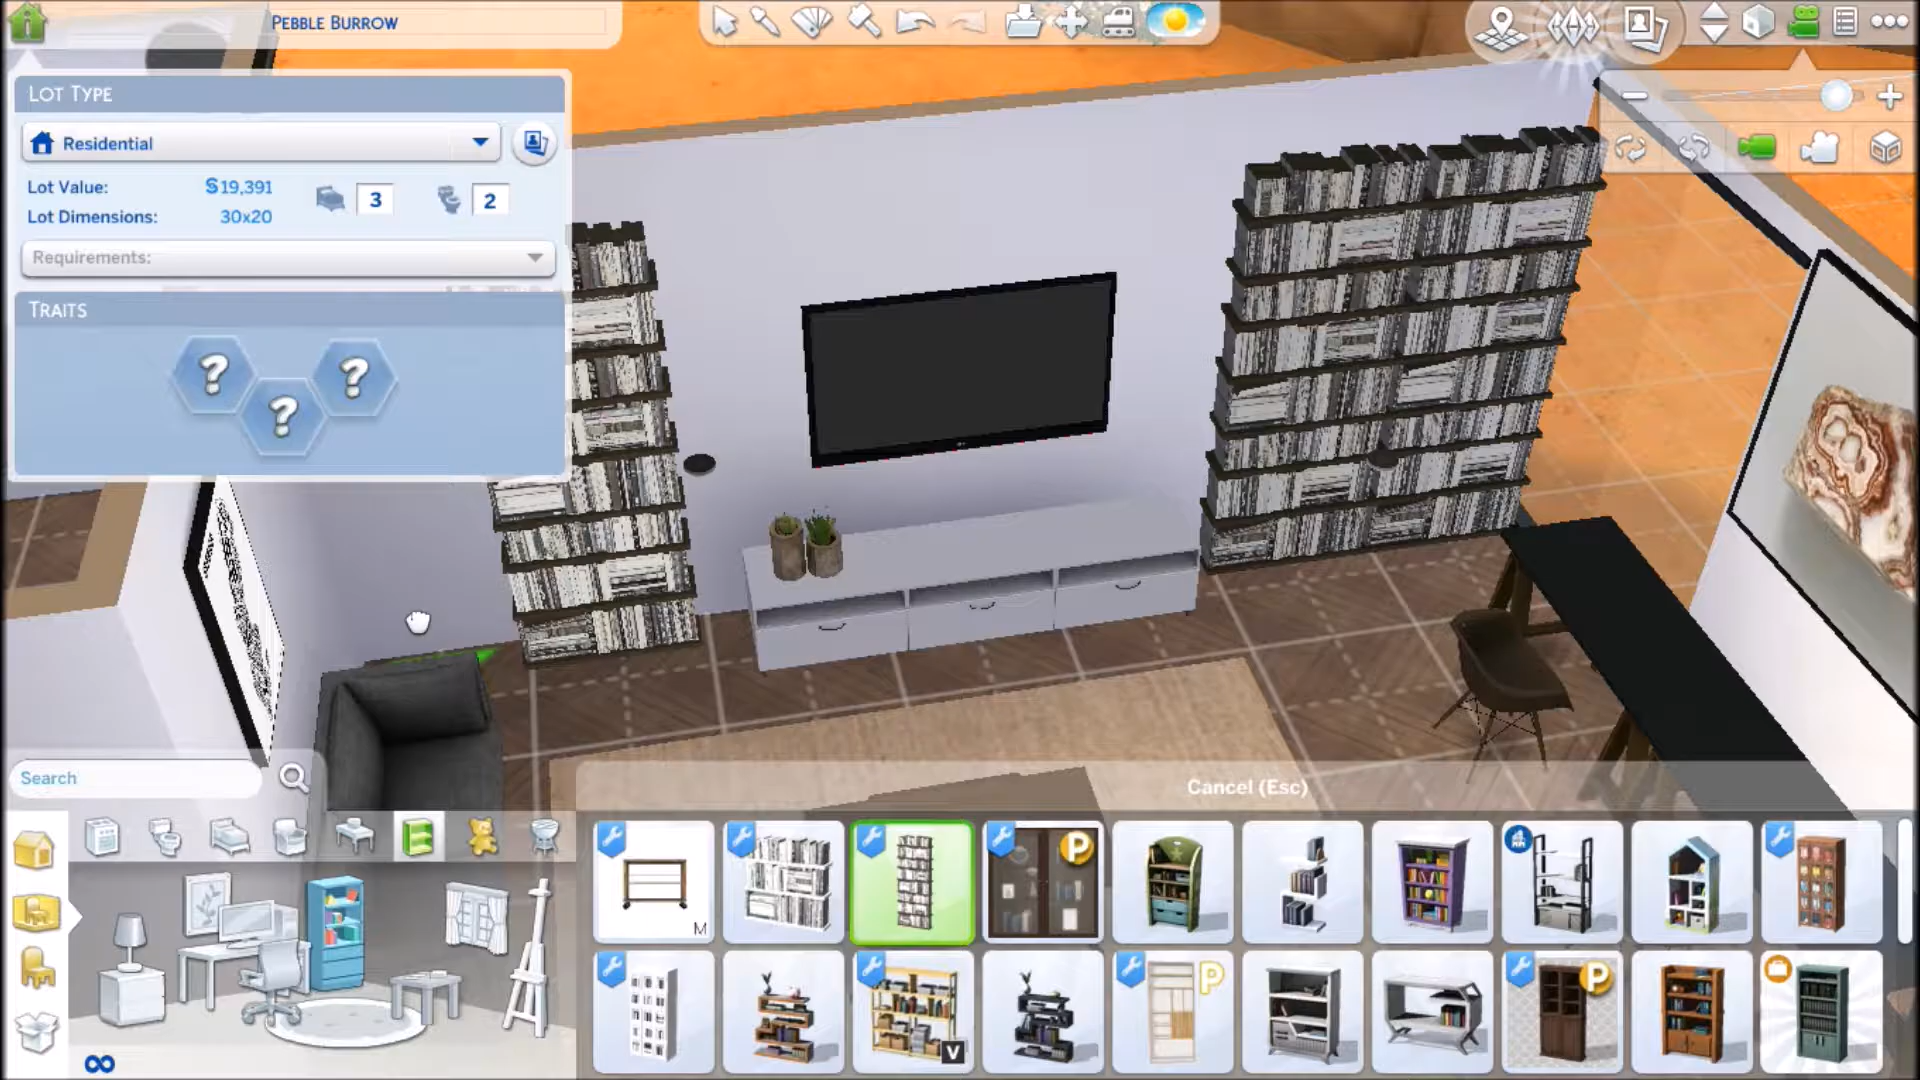 PEBBLE BURROW
LOT TYPE
Residential
Lot Value: §19,391
3
2
Lot Dimensions: 30x20
Requirements:
TRAITS
? ? ?
Search
Cancel (Esc)
M
P
V
P
P